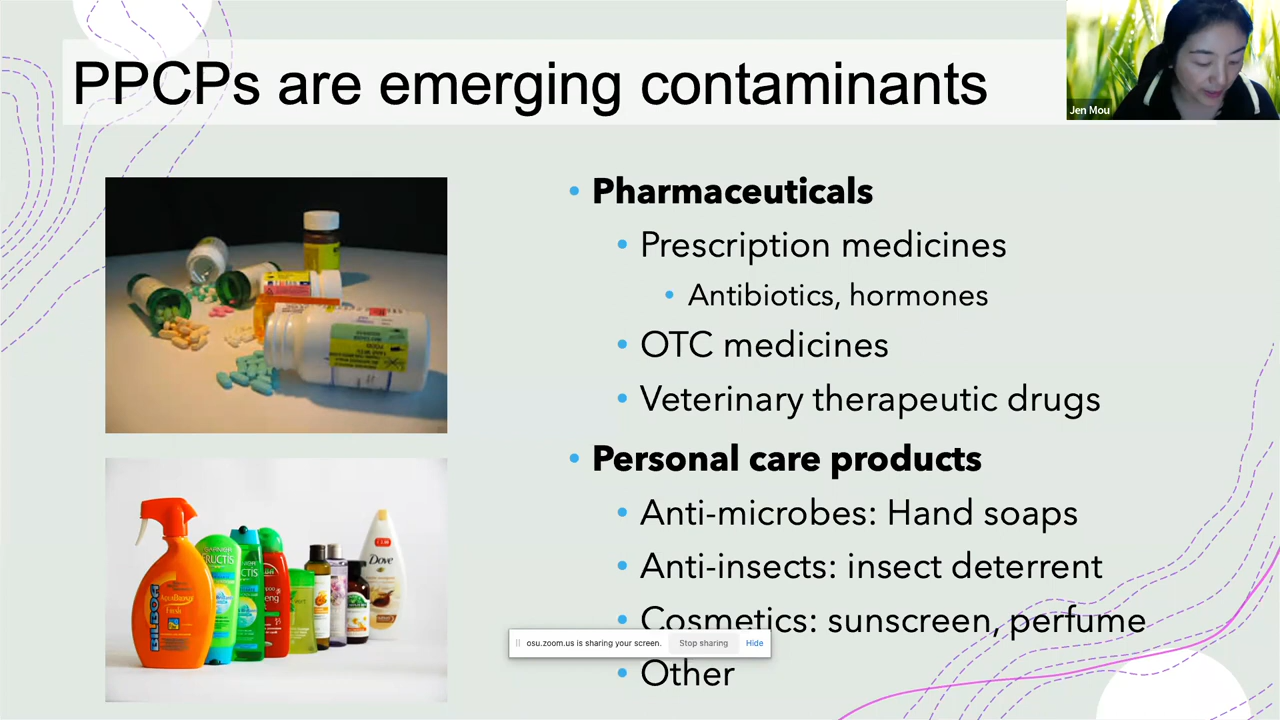 PPCPs are emerging contaminants
Jen Mou
• Pharmaceuticals
• Prescription medicines
• Antibiotics, hormones
• OTC medicines
• Veterinary therapeutic drugs
• Personal care products
• Anti-microbes: Hand soaps
• Anti-insects: insect deterrent
• Cosmetics: sunscreen, perfume
osu.zoom.us is sharing your screen. Stop sharing Hide
• Other
GARNIER
FRUCTIS
Dove
BILBOA